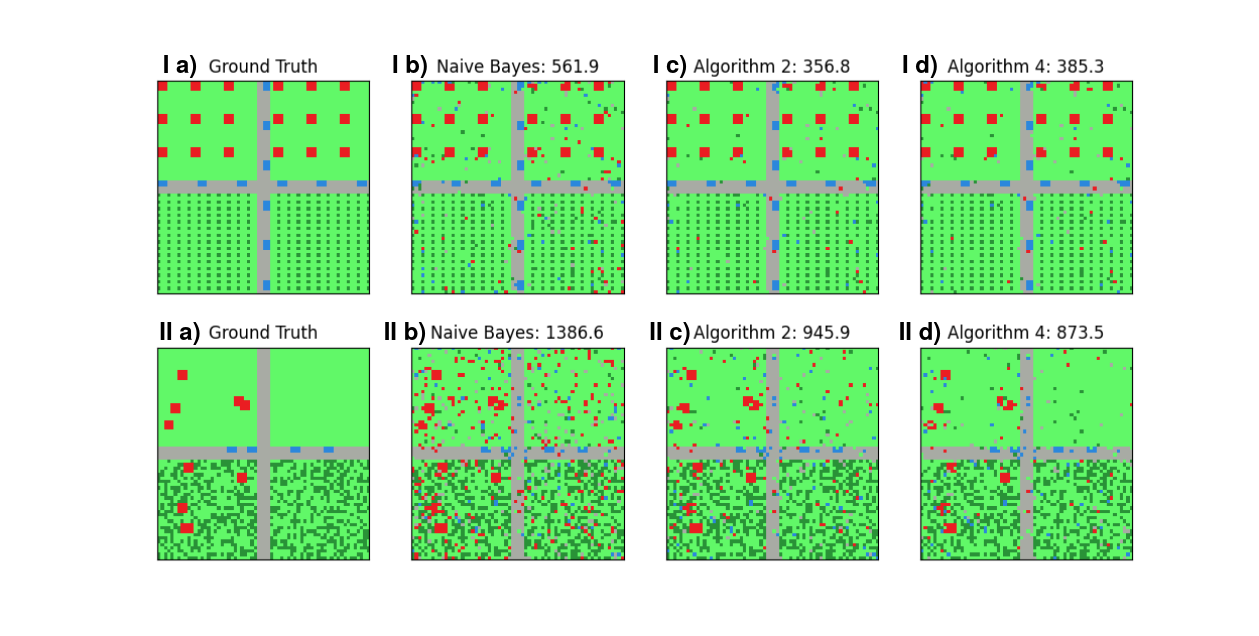 I a) Ground Truth
I b) Naive Bayes: 561.9
I c) Algorithm 2: 356.8
I d) Algorithm 4: 385.3
II a) Ground Truth
II b) Naive Bayes: 1386.6
II c) Algorithm 2: 945.9
II d) Algorithm 4: 873.5